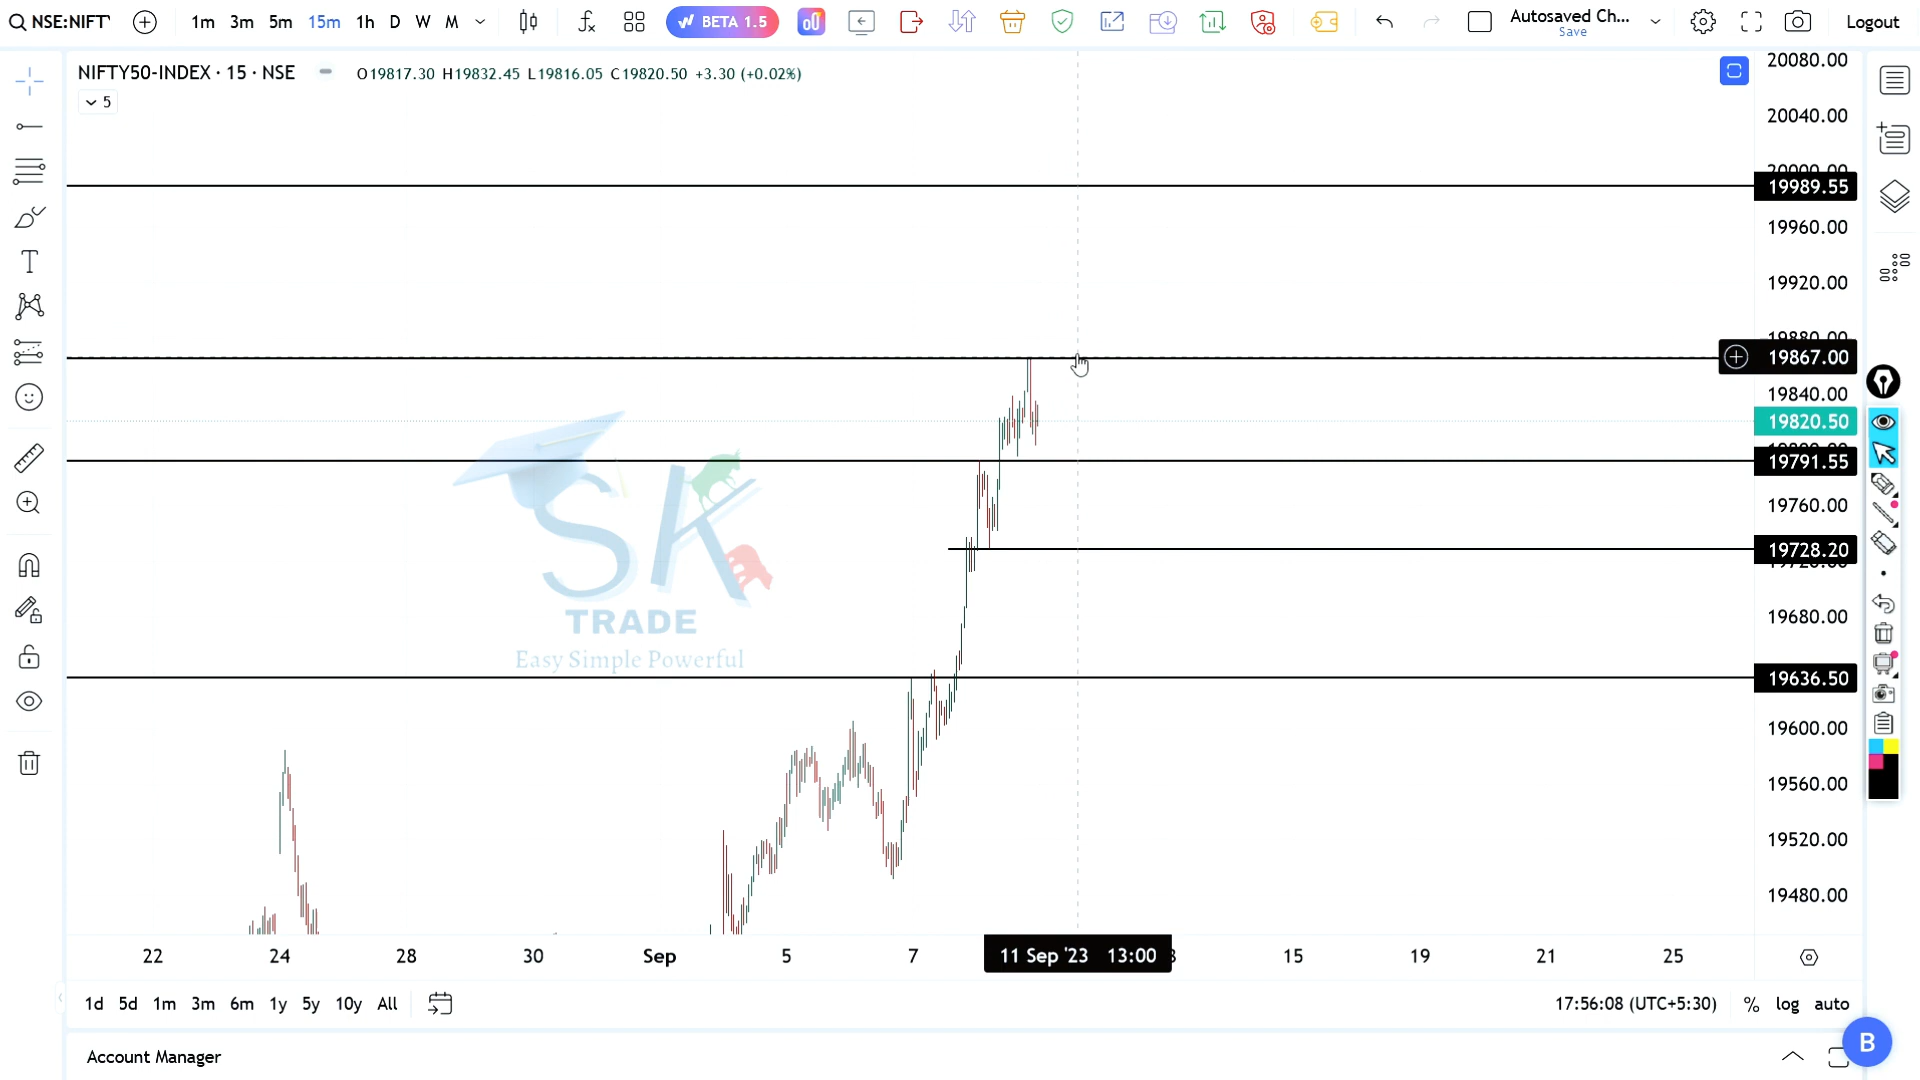 NSE:NIFT
1m 3m 5m 15m 1h D W M
BETA 1.5
Autosaved Ch...
Save
Logout
NIFTY50-INDEX · 15 · NSE
O19817.30 H19832.45 L19816.05 C19820.50 +3.30 (+0.02%)
5
20080.00
20040.00
20000.00
19989.55
19960.00
19920.00
19880.00
19867.00
19840.00
19820.50
19791.55
19760.00
19728.20
19680.00
19636.50
19600.00
19560.00
19520.00
19480.00
SK
TRADE
Easy Simple Powerful
22 24 28 30 Sep 5 7 11 Sep '23 13:00 15 19 21 25
1d 5d 1m 3m 6m 1y 5y 10y All
17:56:08 (UTC+5:30) % log auto
Account Manager
B